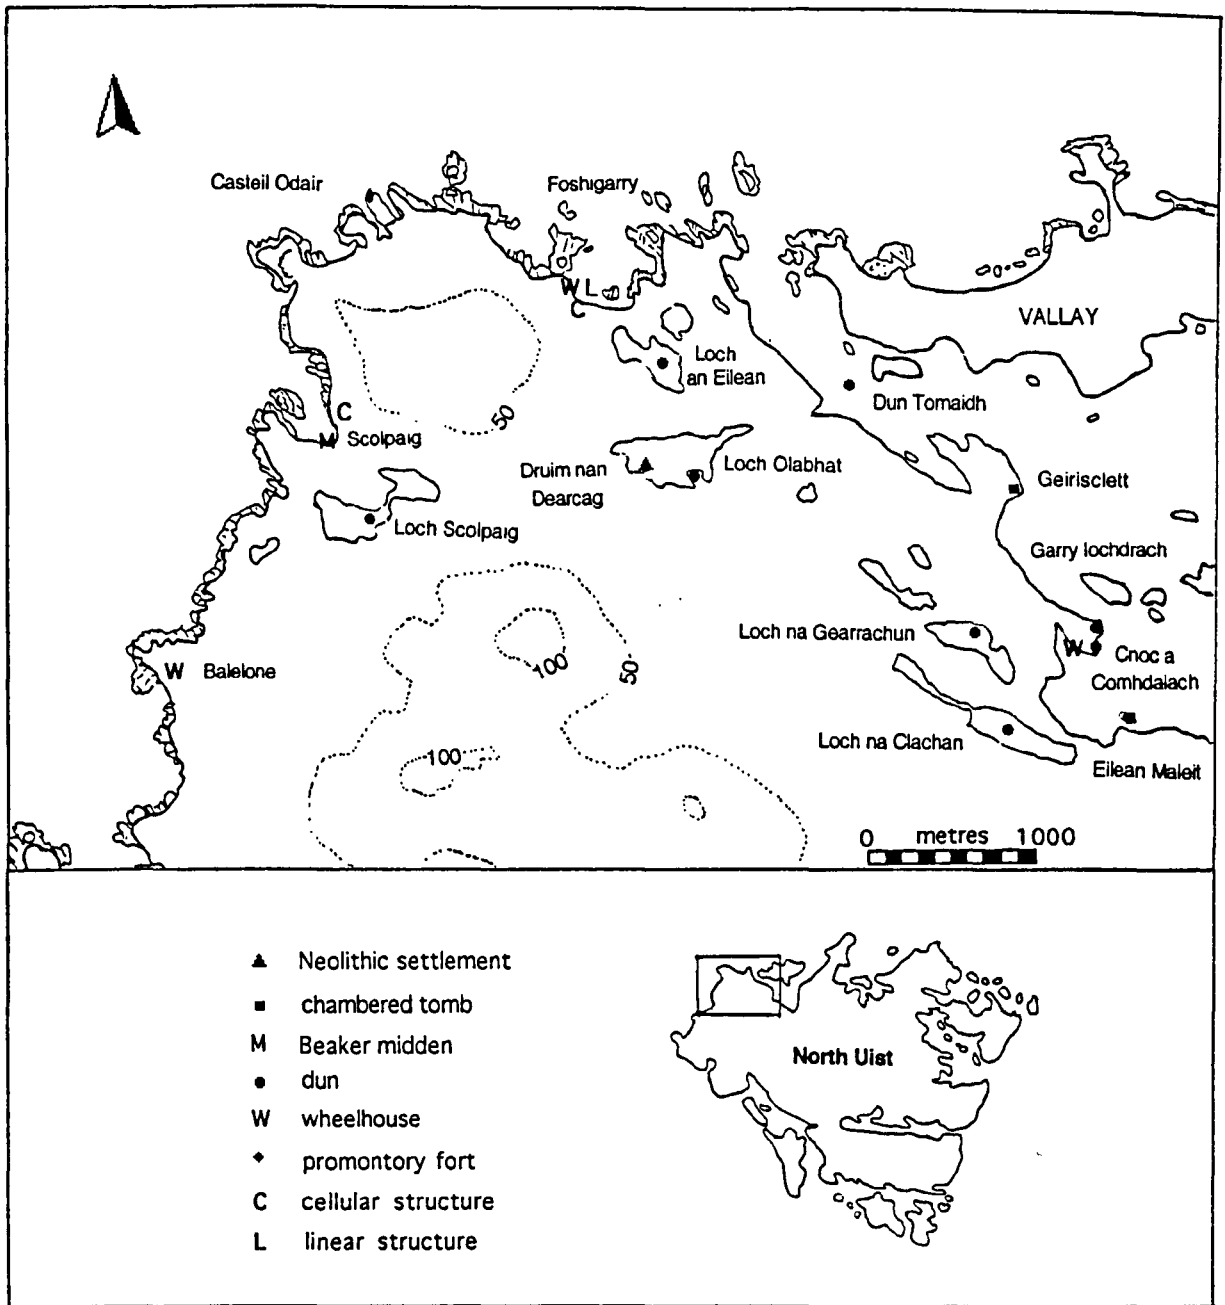 Casteil Odair
Foshigarry
W L
C
VALLAY
Loch
an Eilean
50
Dun Tomaidh
C
M Scolpaig
Druim nan
Dearcag
Loch Olabhat
Geirisclett
Loch Scolpaig
Garry Iochdrach
Loch na Gearrachun
W
Cnoc a
Comhdalach
W Balelone
100
50
Loch na Clachan
100
Eilean Maleit
0 metres 1000
Neolithic settlement
chambered tomb
M Beaker midden
dun
W wheelhouse
promontory fort
C cellular structure
L linear structure
North Uist